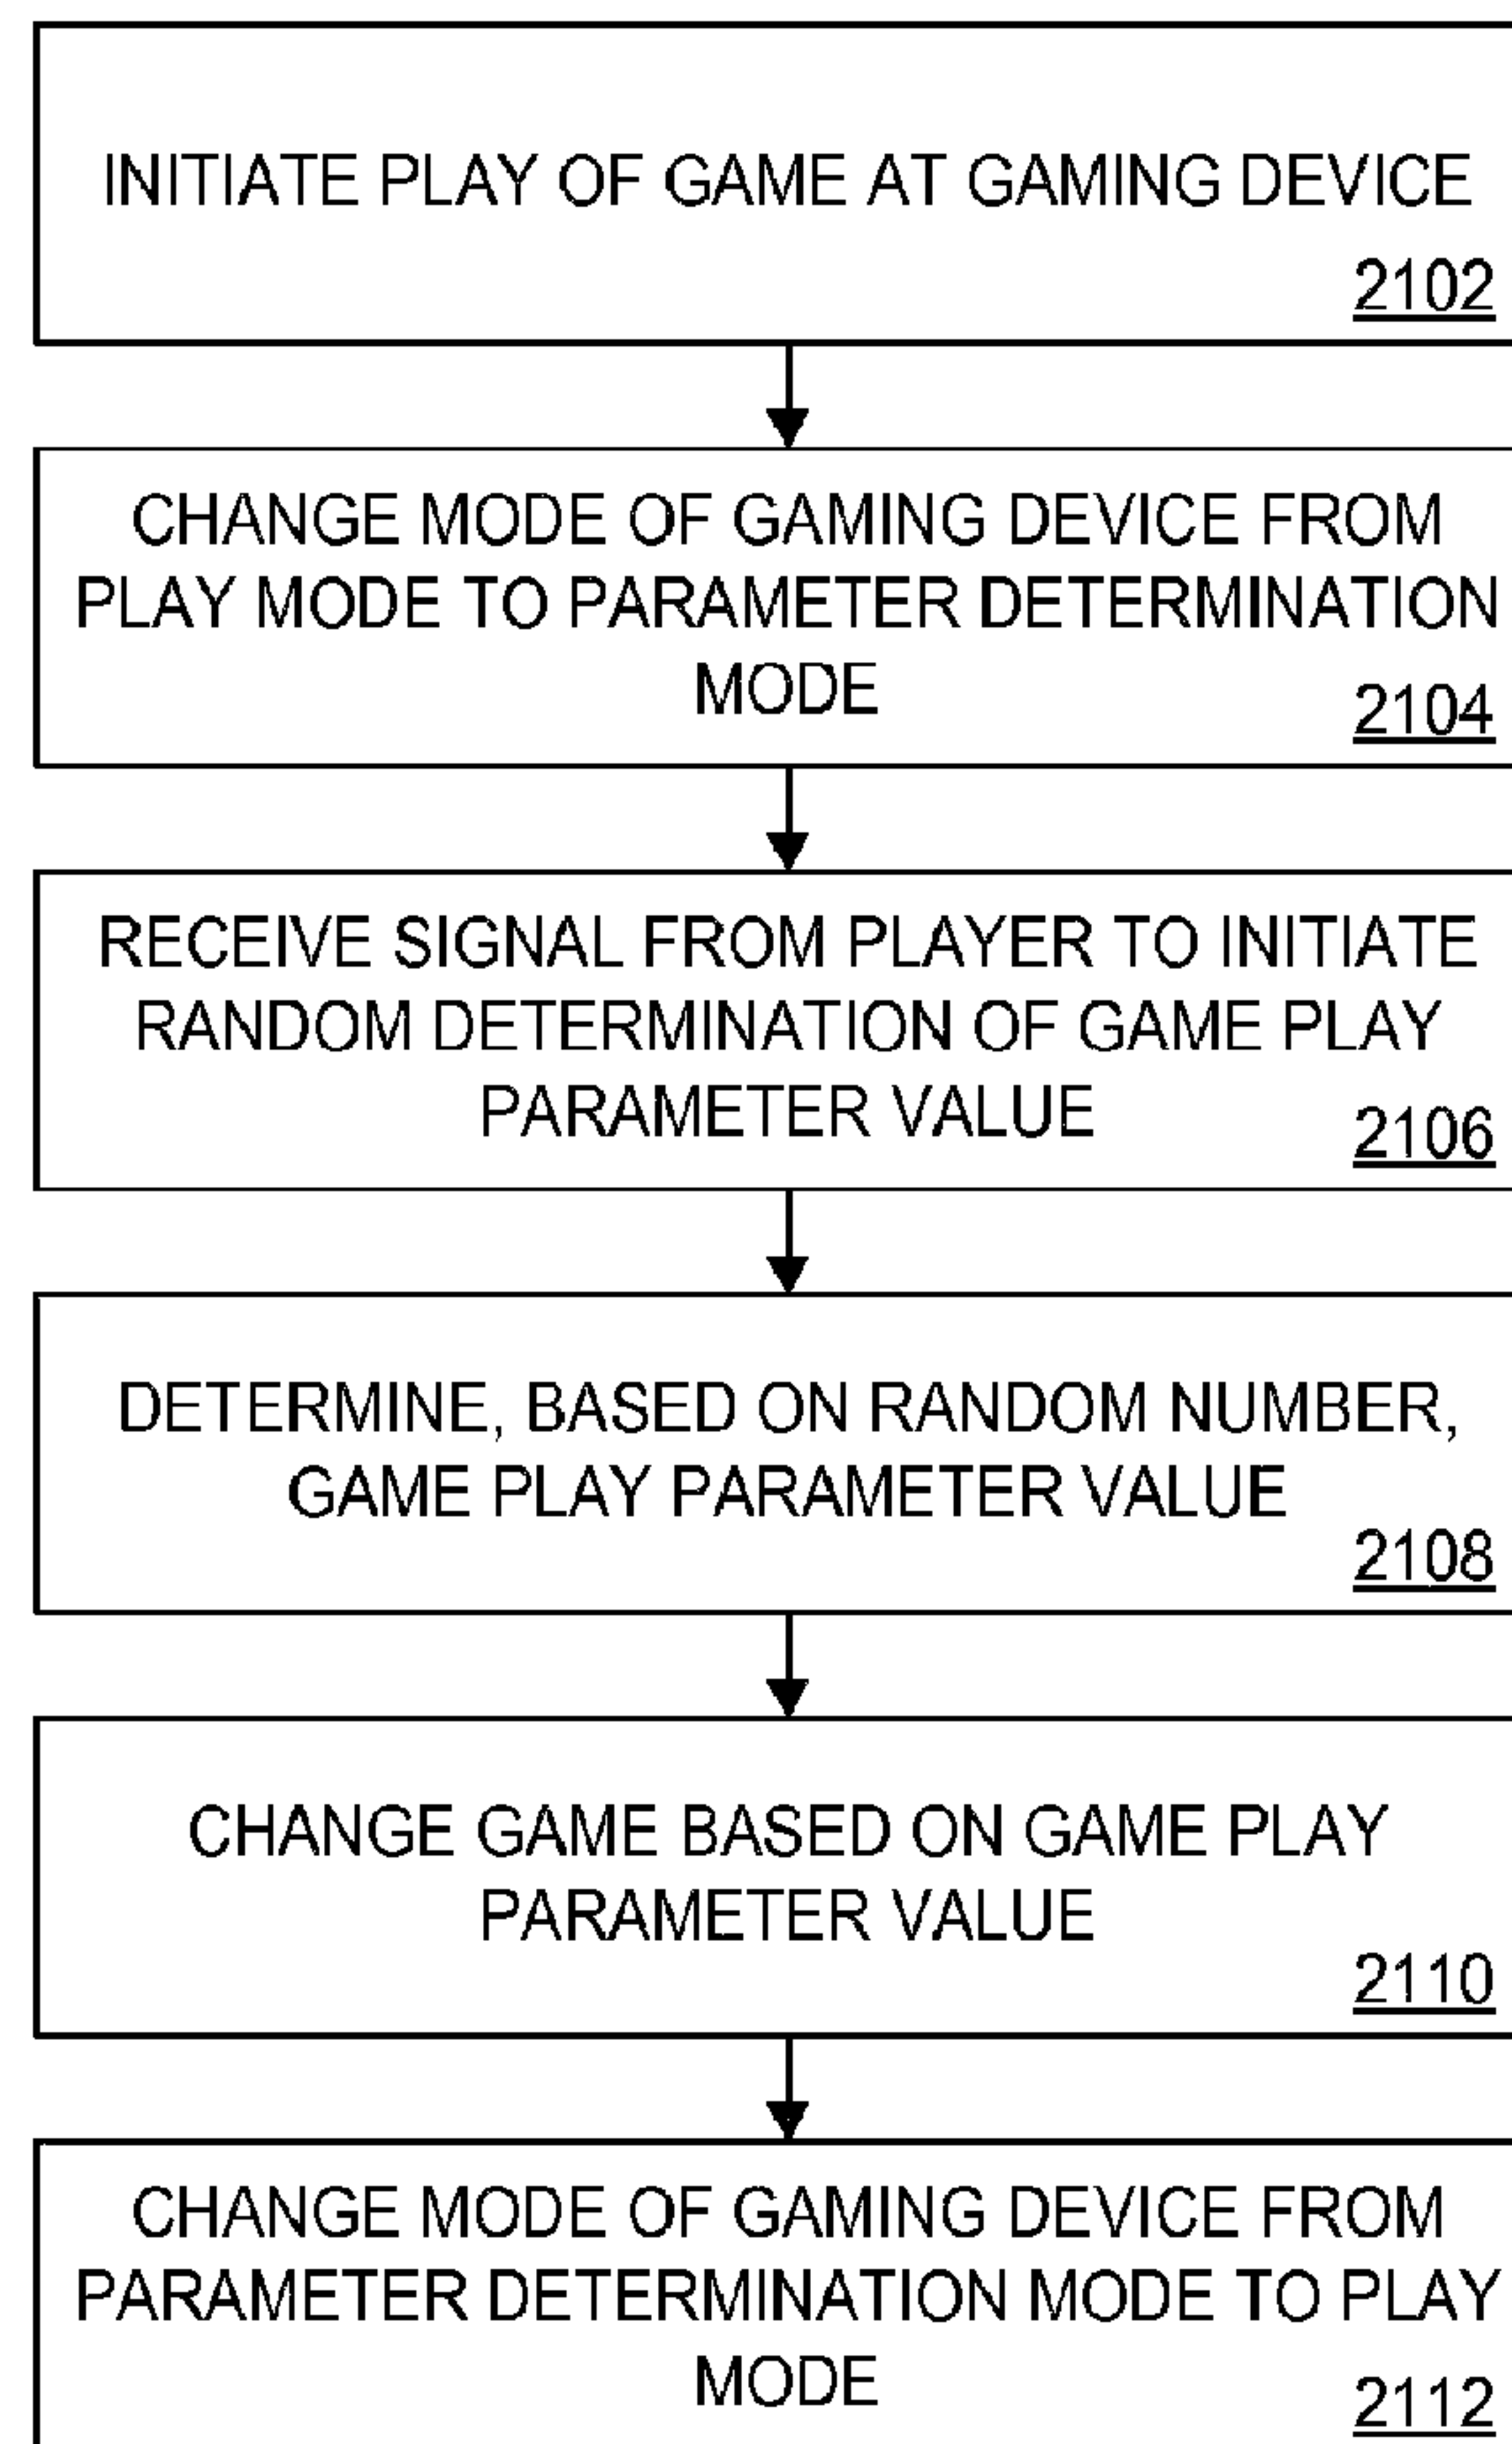 INITIATE PLAY OF GAME AT GAMING DEVICE
2102
CHANGE MODE OF GAMING DEVICE FROM
PLAY MODE TO PARAMETER DETERMINATION
MODE
2104
RECEIVE SIGNAL FROM PLAYER TO INITIATE
RANDOM DETERMINATION OF GAME PLAY
PARAMETER VALUE
2106
DETERMINE, BASED ON RANDOM NUMBER,
GAME PLAY PARAMETER VALUE
2108
CHANGE GAME BASED ON GAME PLAY
PARAMETER VALUE
2110
CHANGE MODE OF GAMING DEVICE FROM
PARAMETER DETERMINATION MODE TO PLAY
MODE
2112